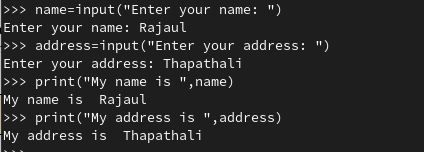 >>> name=input("Enter your name: ")
Enter your name: Rajaul
>>> address=input("Enter your address: ")
Enter your address: Thapathali
>>> print("My name is ",name)
My name is  Rajaul
>>> print("My address is ",address)
My address is  Thapathali
>>>